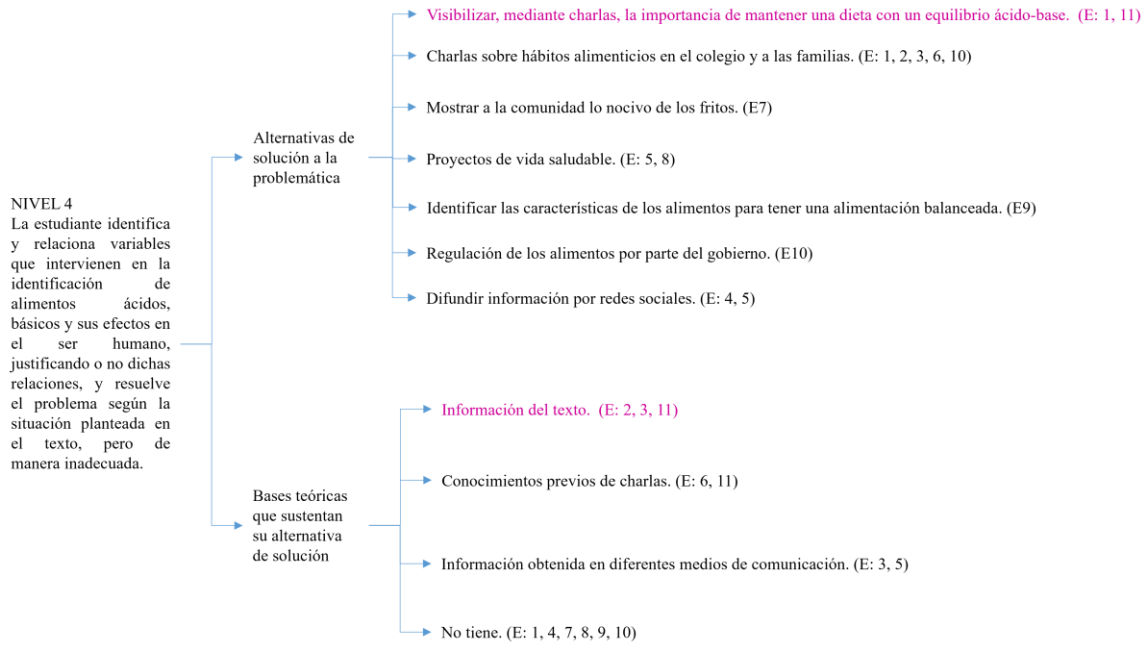 NIVEL 4
La estudiante identifica
y relaciona variables
que intervienen en la
identificación de
alimentos ácidos,
básicos y sus efectos en
el ser humano,
justificando o no dichas
relaciones, y resuelve
el problema según la
situación planteada en
el texto, pero de
manera inadecuada.
Alternativas de
solución a la
problemática
Visibilizar, mediante charlas, la importancia de mantener una dieta con un equilibrio ácido-base. (E: 1, 11)
Charlas sobre hábitos alimenticios en el colegio y a las familias. (E: 1, 2, 3, 6, 10)
Mostrar a la comunidad lo nocivo de los fritos. (E7)
Proyectos de vida saludable. (E: 5, 8)
Identificar las características de los alimentos para tener una alimentación balanceada. (E9)
Regulación de los alimentos por parte del gobierno. (E10)
Difundir información por redes sociales. (E: 4, 5)
Bases teóricas
que sustentan
su alternativa
de solución
Información del texto. (E: 2, 3, 11)
Conocimientos previos de charlas. (E: 6, 11)
Información obtenida en diferentes medios de comunicación. (E: 3, 5)
No tiene. (E: 1, 4, 7, 8, 9, 10)